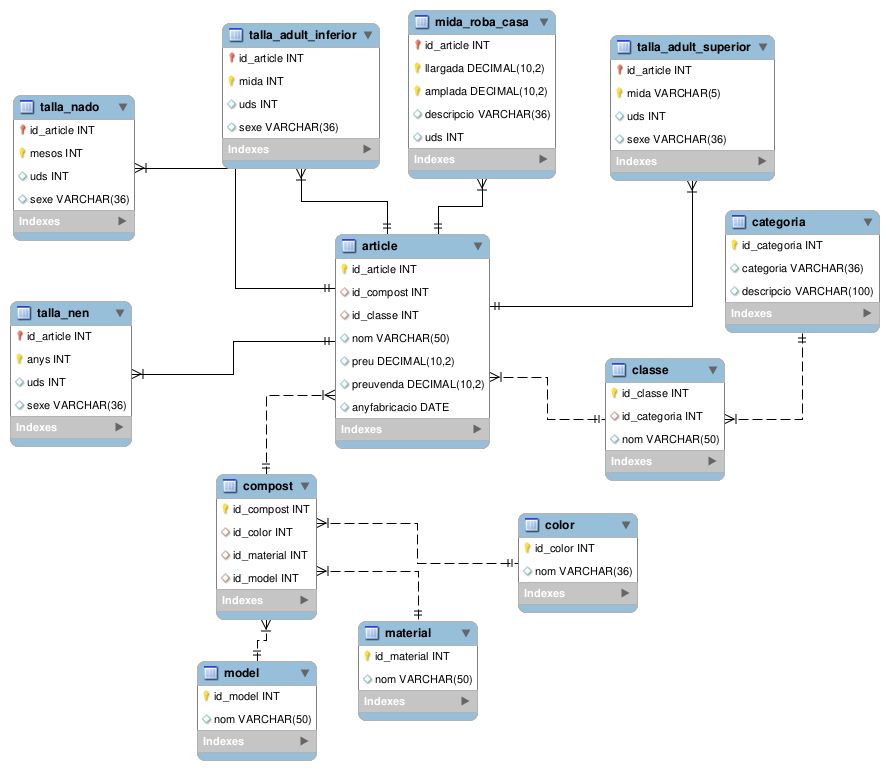 talla_adult_inferior
id_article INT
mida INT
uds INT
sexe VARCHAR(36)
Indexes
mida_roba_casa
id_article INT
llargada DECIMAL(10,2)
amplada DECIMAL(10,2)
descripcio VARCHAR(36)
uds INT
Indexes
talla_adult_superior
id_article INT
mida VARCHAR(5)
uds INT
sexe VARCHAR(36)
Indexes
talla_nado
id_article INT
mesos INT
uds INT
sexe VARCHAR(36)
Indexes
categoria
id_categoria INT
categoria VARCHAR(36)
descripcio VARCHAR(100)
Indexes
article
id_article INT
id_compost INT
id_classe INT
nom VARCHAR(50)
preu DECIMAL(10,2)
preuvenda DECIMAL(10,2)
anyfabricacio DATE
Indexes
talla_nen
id_article INT
anys INT
uds INT
sexe VARCHAR(36)
Indexes
classe
id_classe INT
id_categoria INT
nom VARCHAR(50)
Indexes
compost
id_compost INT
id_color INT
id_material INT
id_model INT
Indexes
color
id_color INT
nom VARCHAR(36)
Indexes
material
id_material INT
nom VARCHAR(50)
Indexes
model
id_model INT
nom VARCHAR(50)
Indexes